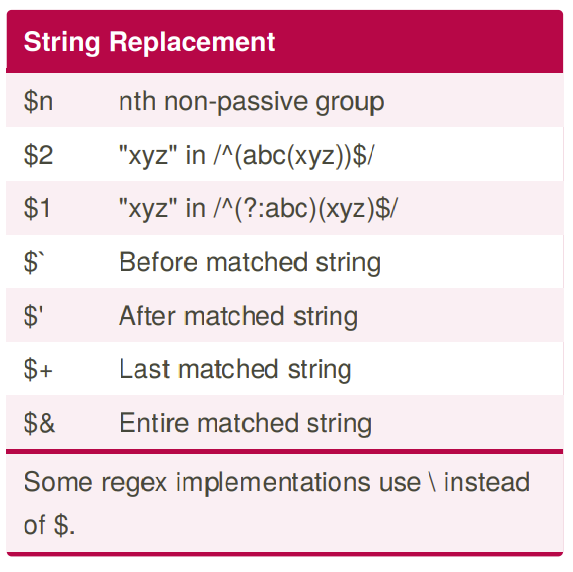 String Replacement
$n nth non-passive group
$2 "xyz" in /^(abc(xyz))$/
$1 "xyz" in /^(?:abc)(xyz)$/
$` Before matched string
$' After matched string
$+ Last matched string
$& Entire matched string
Some regex implementations use \ instead
of $.